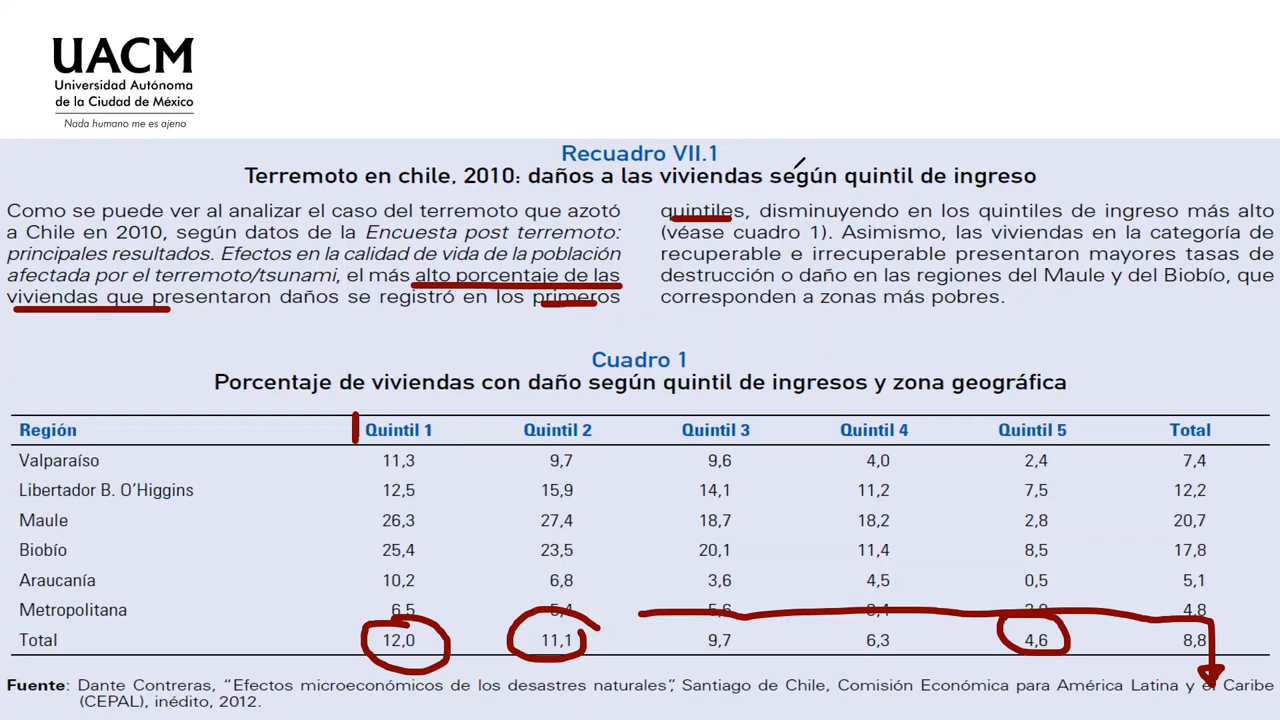 UACM
Universidad Autónoma
de la Ciudad de México
Nada humano me es ajeno
Recuadro VII.1
Terremoto en chile, 2010: daños a las viviendas según quintil de ingreso
Como se puede ver al analizar el caso del terremoto que azotó
a Chile en 2010, según datos de la Encuesta post terremoto:
principales resultados. Efectos en la calidad de vida de la población
afectada por el terremoto/tsunami, el más alto porcentaje de las
viviendas que presentaron daños se registró en los primeros
quintiles, disminuyendo en los quintiles de ingreso más alto
(véase cuadro 1). Asimismo, las viviendas en la categoría de
recuperable e irrecuperable presentaron mayores tasas de
destrucción o daño en las regiones del Maule y del Biobío, que
corresponden a zonas más pobres.
Cuadro 1
Porcentaje de viviendas con daño según quintil de ingresos y zona geográfica
Región Quintil 1 Quintil 2 Quintil 3 Quintil 4 Quintil 5 Total
Valparaíso 11,3 9,7 9,6 4,0 2,4 7,4
Libertador B. O'Higgins 12,5 15,9 14,1 11,2 7,5 12,2
Maule 26,3 27,4 18,7 18,2 2,8 20,7
Biobío 25,4 23,5 20,1 11,4 8,5 17,8
Araucanía 10,2 6,8 3,6 4,5 0,5 5,1
Metropolitana 6,5 5,4 5,6 3,4 4,8
Total 12,0 11,1 9,7 6,3 4,6 8,8
Fuente: Dante Contreras, "Efectos microeconómicos de los desastres naturales", Santiago de Chile, Comisión Económica para América Latina y el Caribe
(CEPAL), inédito, 2012.